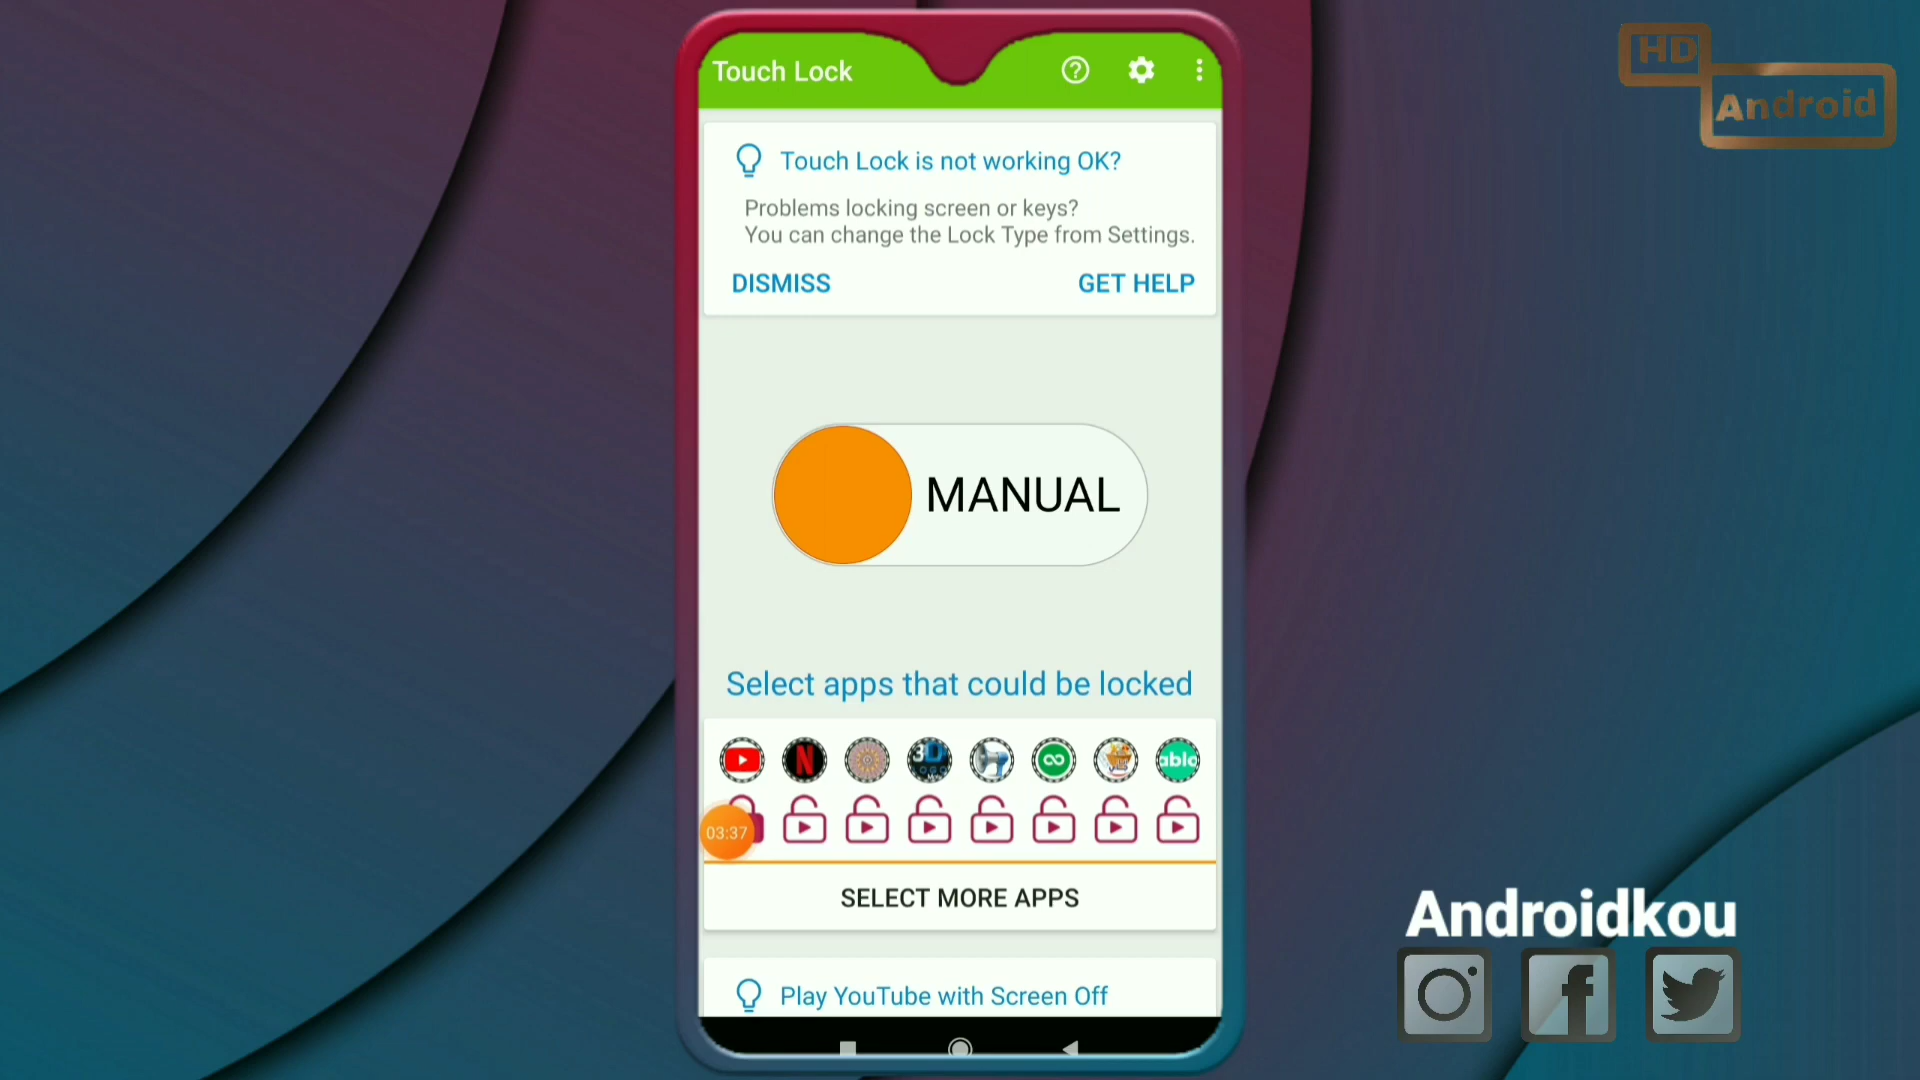 HD
Android
Touch Lock
Touch Lock is not working OK?
Problems locking screen or keys?
You can change the Lock Type from Settings.
DISMISS
GET HELP
MANUAL
Select apps that could be locked
N
3D
ablo
03:37
SELECT MORE APPS
Play YouTube with Screen Off
Androidkou